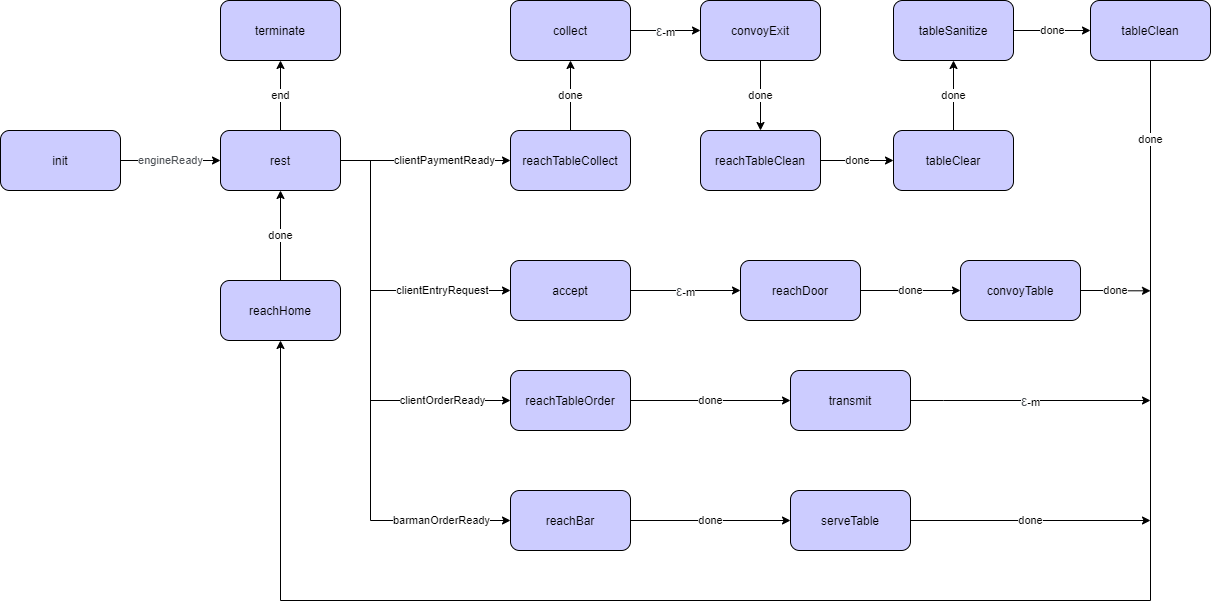 terminate
collect
ε-m
convoyExit
tableSanitize
done
tableClean
end
done
done
done
done
init
engineReady
rest
clientPaymentReady
reachTableCollect
reachTableClean
done
tableClear
done
reachHome
clientEntryRequest
accept
ε-m
reachDoor
done
convoyTable
done
clientOrderReady
reachTableOrder
done
transmit
ε-m
barmanOrderReady
reachBar
done
serveTable
done